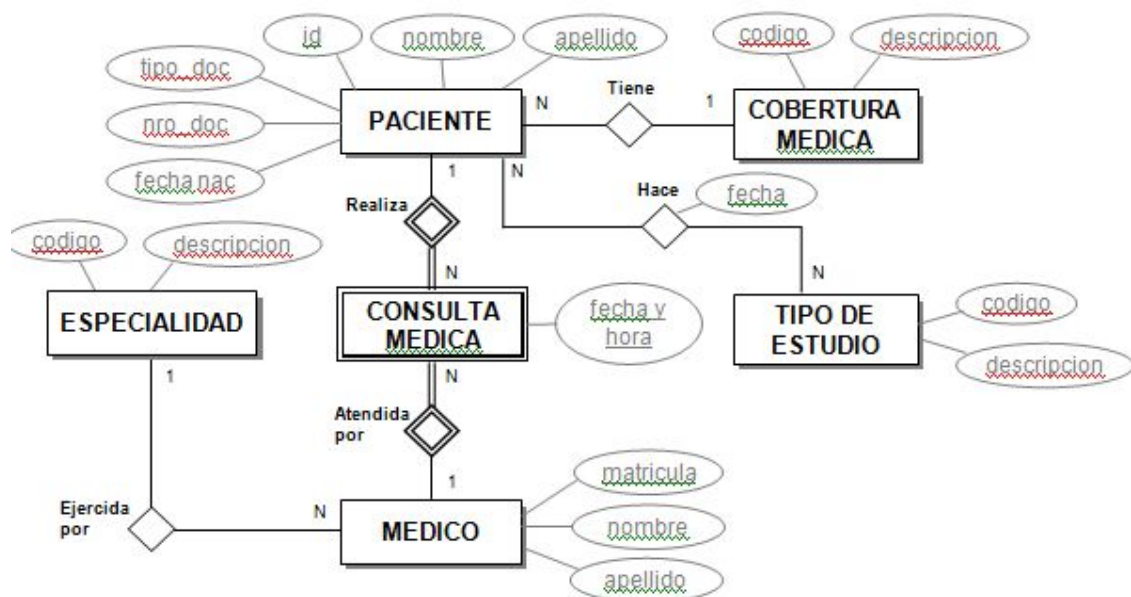 id
nombre
apellido
codigo
descripcion
tipo_doc
Tiene
N
1
PACIENTE
COBERTURA
MEDICA
nro_doc
fecha nac
1
N
Hace
fecha
Realiza
codigo
descripcion
N
N
ESPECIALIDAD
CONSULTA
MEDICA
fecha y
hora
TIPO DE
ESTUDIO
codigo
descripcion
1
N
Atendida
por
matricula
1
Ejercida
por
N
MEDICO
nombre
apellido